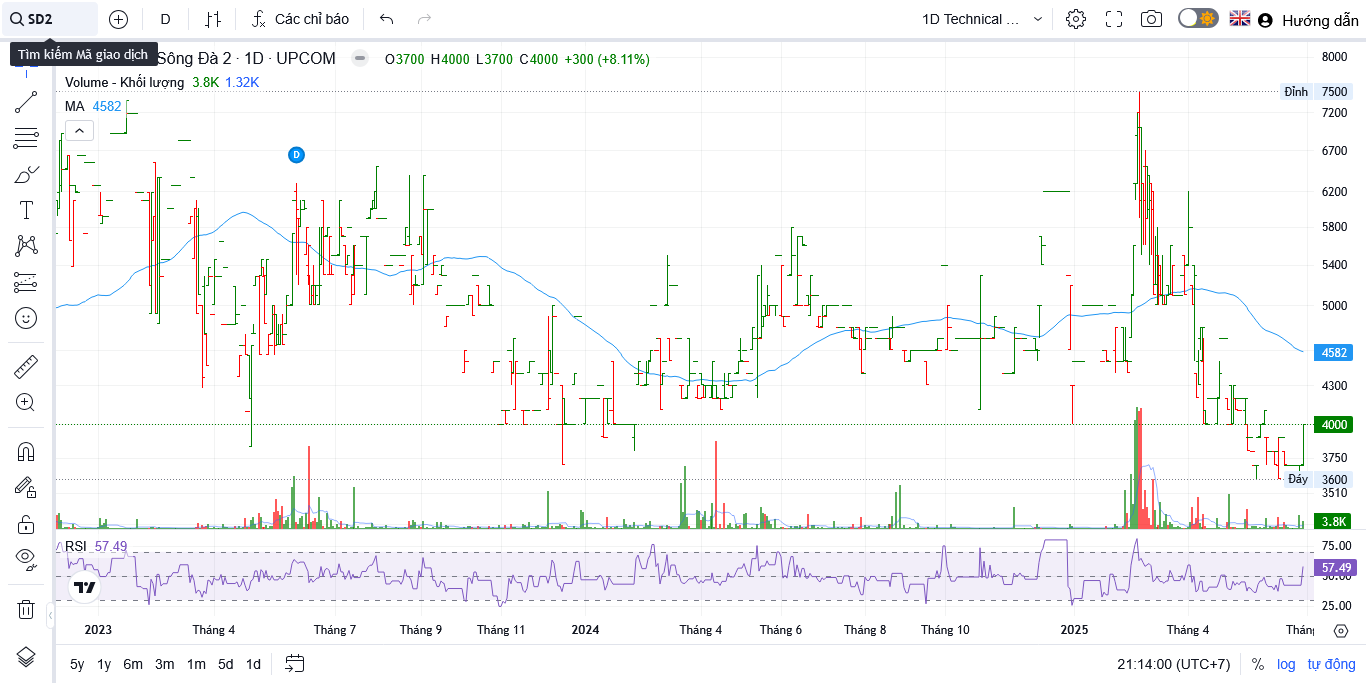 SD2 D Các chỉ báo 1D Technical ... Hướng dẫn
Tìm kiếm Mã giao dịch
Sông Đà 2 · 1D · UPCOM O3700 H4000 L3700 C4000 +300 (+8.11%)
Volume - Khối lượng 3.8K 1.32K
MA 4582
D
8000
Đỉnh 7500
7200
6700
6200
5800
5400
5000
4582
4300
4000
3750
Đáy 3600
3510
3.8K
RSI 57.49
75.00
57.49
50.00
25.00
2023 Tháng 4 Tháng 7 Tháng 9 Tháng 11 2024 Tháng 4 Tháng 6 Tháng 8 Tháng 10 2025 Tháng 4 Thán
5y 1y 6m 3m 1m 5d 1d 21:14:00 (UTC+7) % log tự động